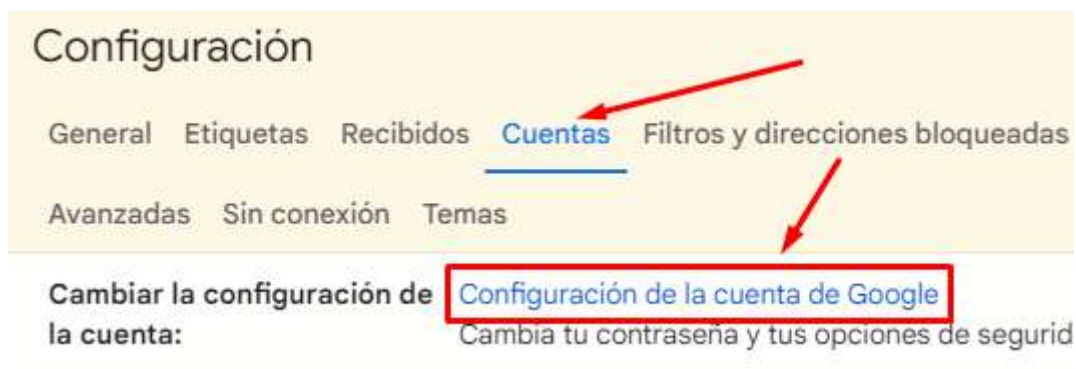 Configuración
General Etiquetas Recibidos Cuentas Filtros y direcciones bloqueadas
Avanzadas Sin conexión Temas
Cambiar la configuración de Configuración de la cuenta de Google
la cuenta: Cambia tu contraseña y tus opciones de segurid